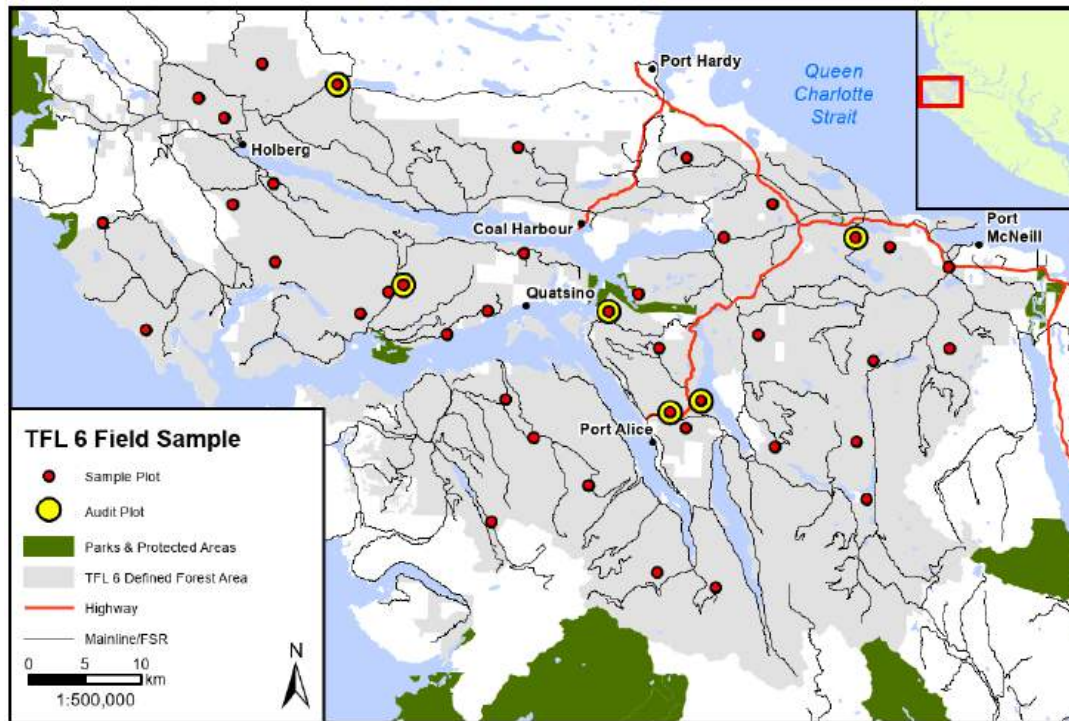 Port Hardy
Queen
Charlotte
Strait
Holberg
Coal Harbour
Port
McNeill
Quatsino
Port Alice
TFL 6 Field Sample
Sample Plot
Audit Plot
Parks & Protected Areas
TFL 6 Defined Forest Area
Highway
Mainline/FSR
0 5 10
km
1:500,000
N